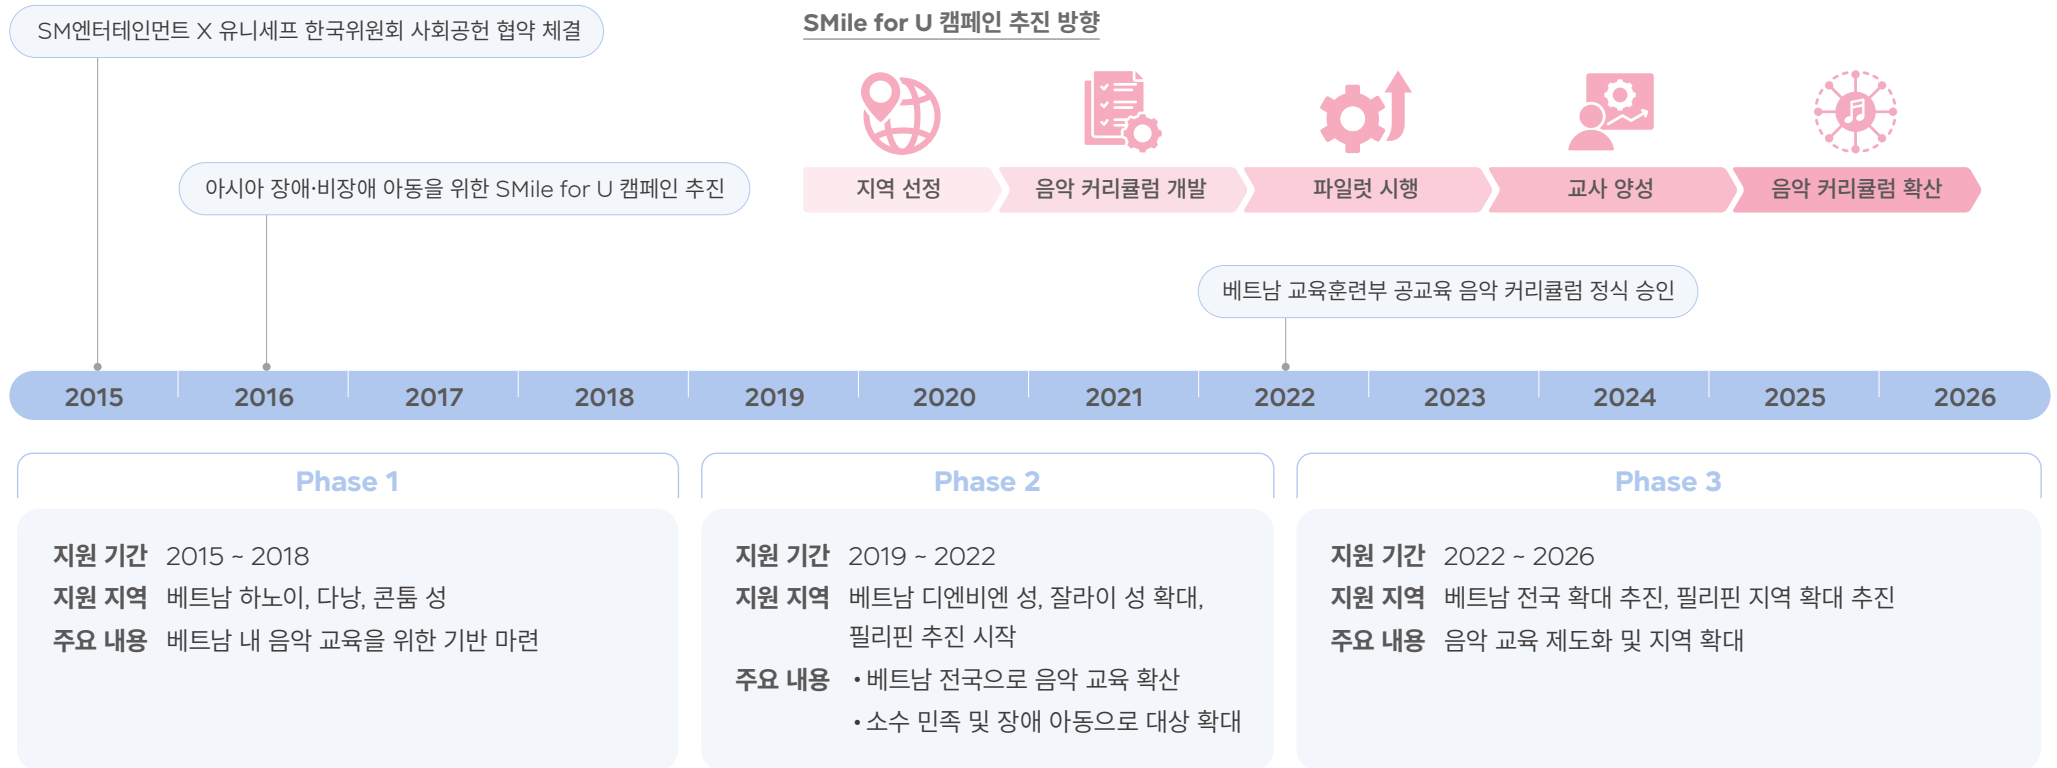 SM엔터테인먼트 X 유니세프 한국위원회 사회공헌 협약 체결
SMile for U 캠페인 추진 방향
아시아 장애·비장애 아동을 위한 SMile for U 캠페인 추진
지역 선정
음악 커리큘럼 개발
파일럿 시행
교사 양성
음악 커리큘럼 확산
베트남 교육훈련부 공교육 음악 커리큘럼 정식 승인
2015 2016 2017 2018 2019 2020 2021 2022 2023 2024 2025 2026
Phase 1
지원 기간 2015 ~ 2018
지원 지역 베트남 하노이, 다낭, 콘툼 성
주요 내용 베트남 내 음악 교육을 위한 기반 마련
Phase 2
지원 기간 2019 ~ 2022
지원 지역 베트남 디엔비엔 성, 잘라이 성 확대,
필리핀 추진 시작
주요 내용 • 베트남 전국으로 음악 교육 확산
• 소수 민족 및 장애 아동으로 대상 확대
Phase 3
지원 기간 2022 ~ 2026
지원 지역 베트남 전국 확대 추진, 필리핀 지역 확대 추진
주요 내용 음악 교육 제도화 및 지역 확대